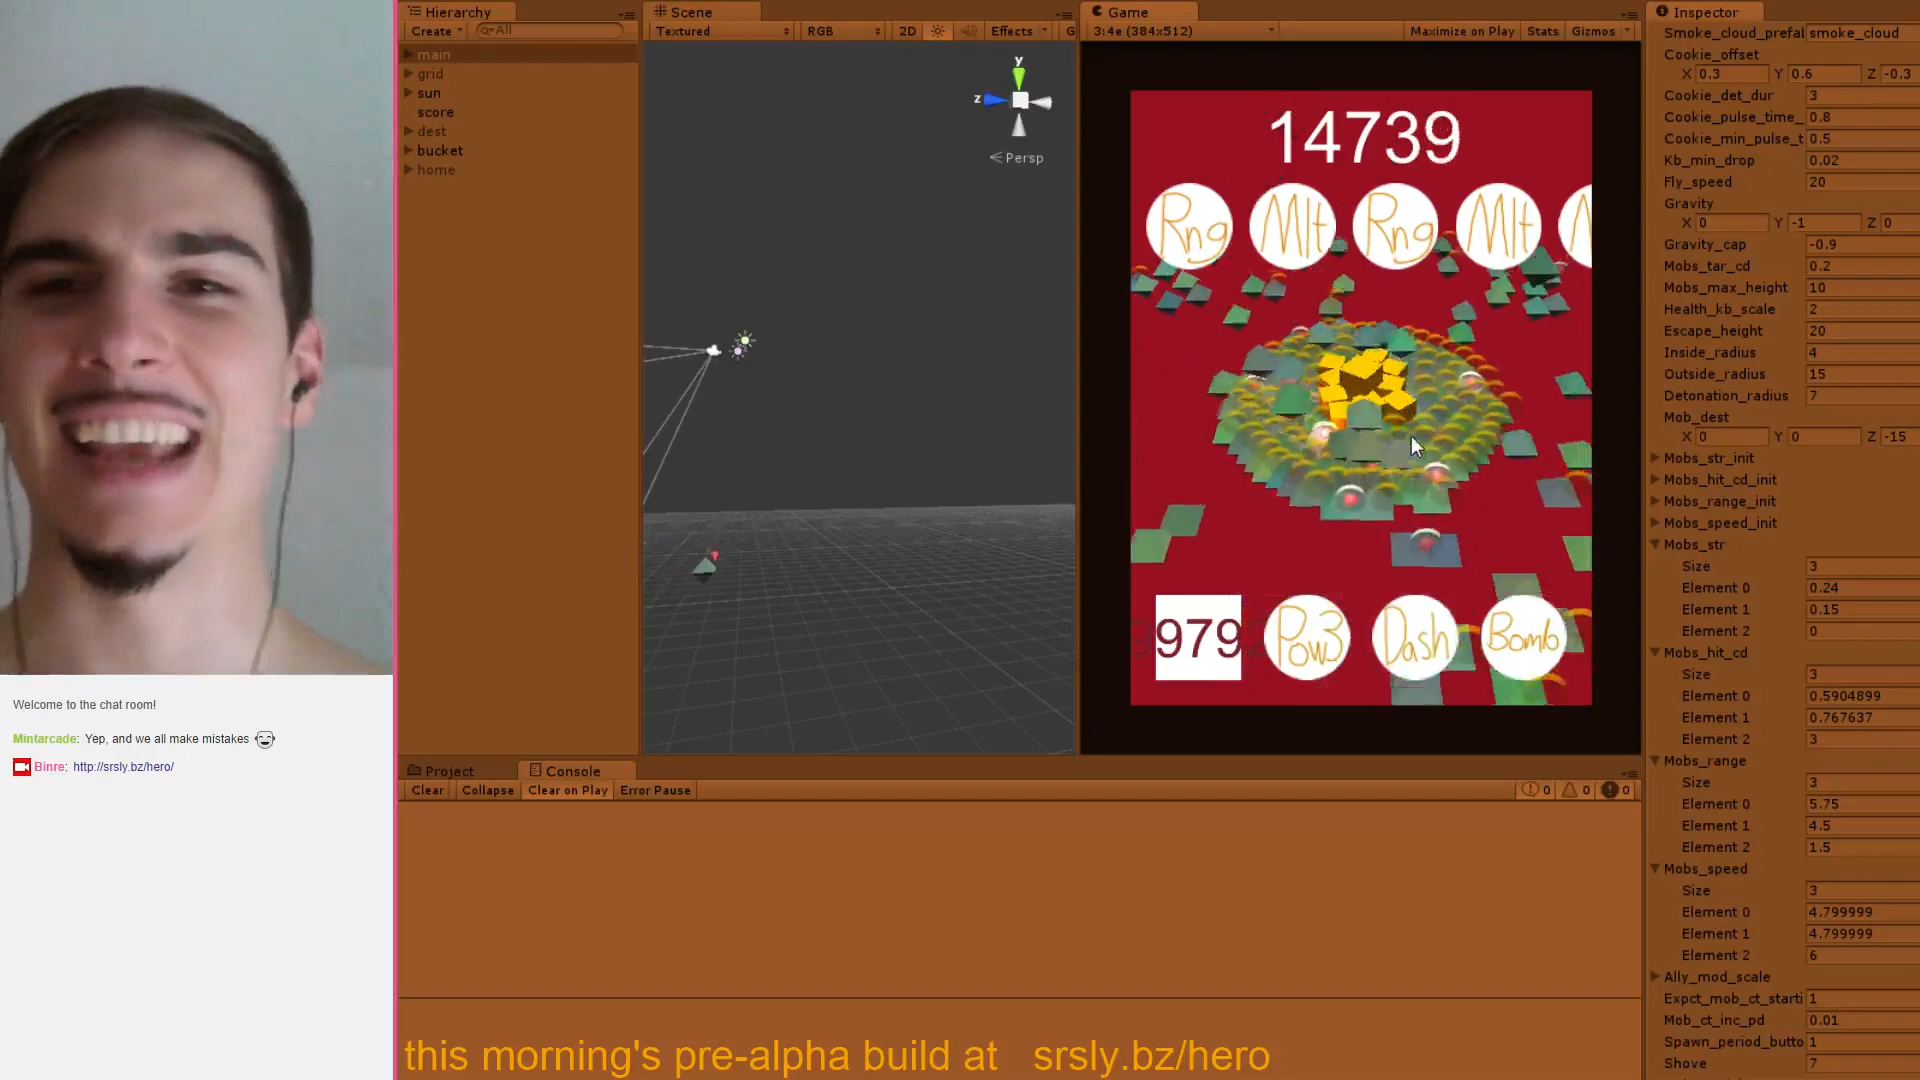 Hierarchy
Create
All
main
grid
sun
score
dest
bucket
home
Scene
Textured
RGB
2D
Effects
G
y
z
Persp
Game
3:4e (384x512)
Maximize on Play
Stats
Gizmos
14739
Rng
Mlt
Rng
Mlt
979
Pow3
Dash
Bomb
Inspector
Smoke_cloud_prefal smoke_cloud
Cookie_offset
X 0.3 Y 0.6 Z -0.3
Cookie_det_dur 3
Cookie_pulse_time_ 0.8
Cookie_min_pulse_t 0.5
Kb_min_drop 0.02
Fly_speed 20
Gravity
X 0 Y -1 Z 0
Gravity_cap -0.9
Mobs_tar_cd 0.2
Mobs_max_height 10
Health_kb_scale 2
Escape_height 20
Inside_radius 4
Outside_radius 15
Detonation_radius 7
Mob_dest
X 0 Y 0 Z -15
Mobs_str_init
Mobs_hit_cd_init
Mobs_range_init
Mobs_speed_init
Mobs_str
Size 3
Element 0 0.24
Element 1 0.15
Element 2 0
Mobs_hit_cd
Size 3
Element 0 0.5904899
Element 1 0.767637
Element 2 3
Mobs_range
Size 3
Element 0 5.75
Element 1 4.5
Element 2 1.5
Mobs_speed
Size 3
Element 0 4.799999
Element 1 4.799999
Element 2 6
Ally_mod_scale
Expct_mob_ct_starti 1
Mob_ct_inc_pd 0.01
Spawn_period_butto 1
Shove 7
Welcome to the chat room!
Mintarcade: Yep, and we all make mistakes
Binre: http://srsly.bz/hero/
Project
Console
Clear
Collapse
Clear on Play
Error Pause
0
0
0
this morning's pre-alpha build at srsly.bz/hero